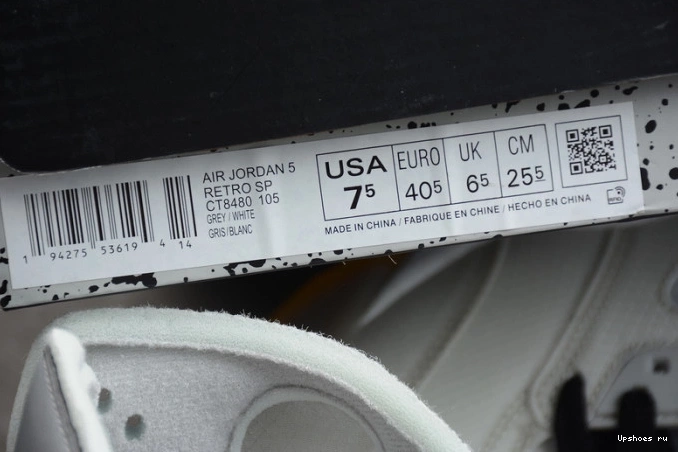 AIR JORDAN 5
RETRO SP
CT8480 105
GREY/WHITE
GRIS/BLANC
1 94275 53619 4 14
USA EURO UK CM
7⁵ 40⁵ 6⁵ 25⁵
MADE IN CHINA / FABRIQUE EN CHINE / HECHO EN CHINA
RFID
Upshoes ru